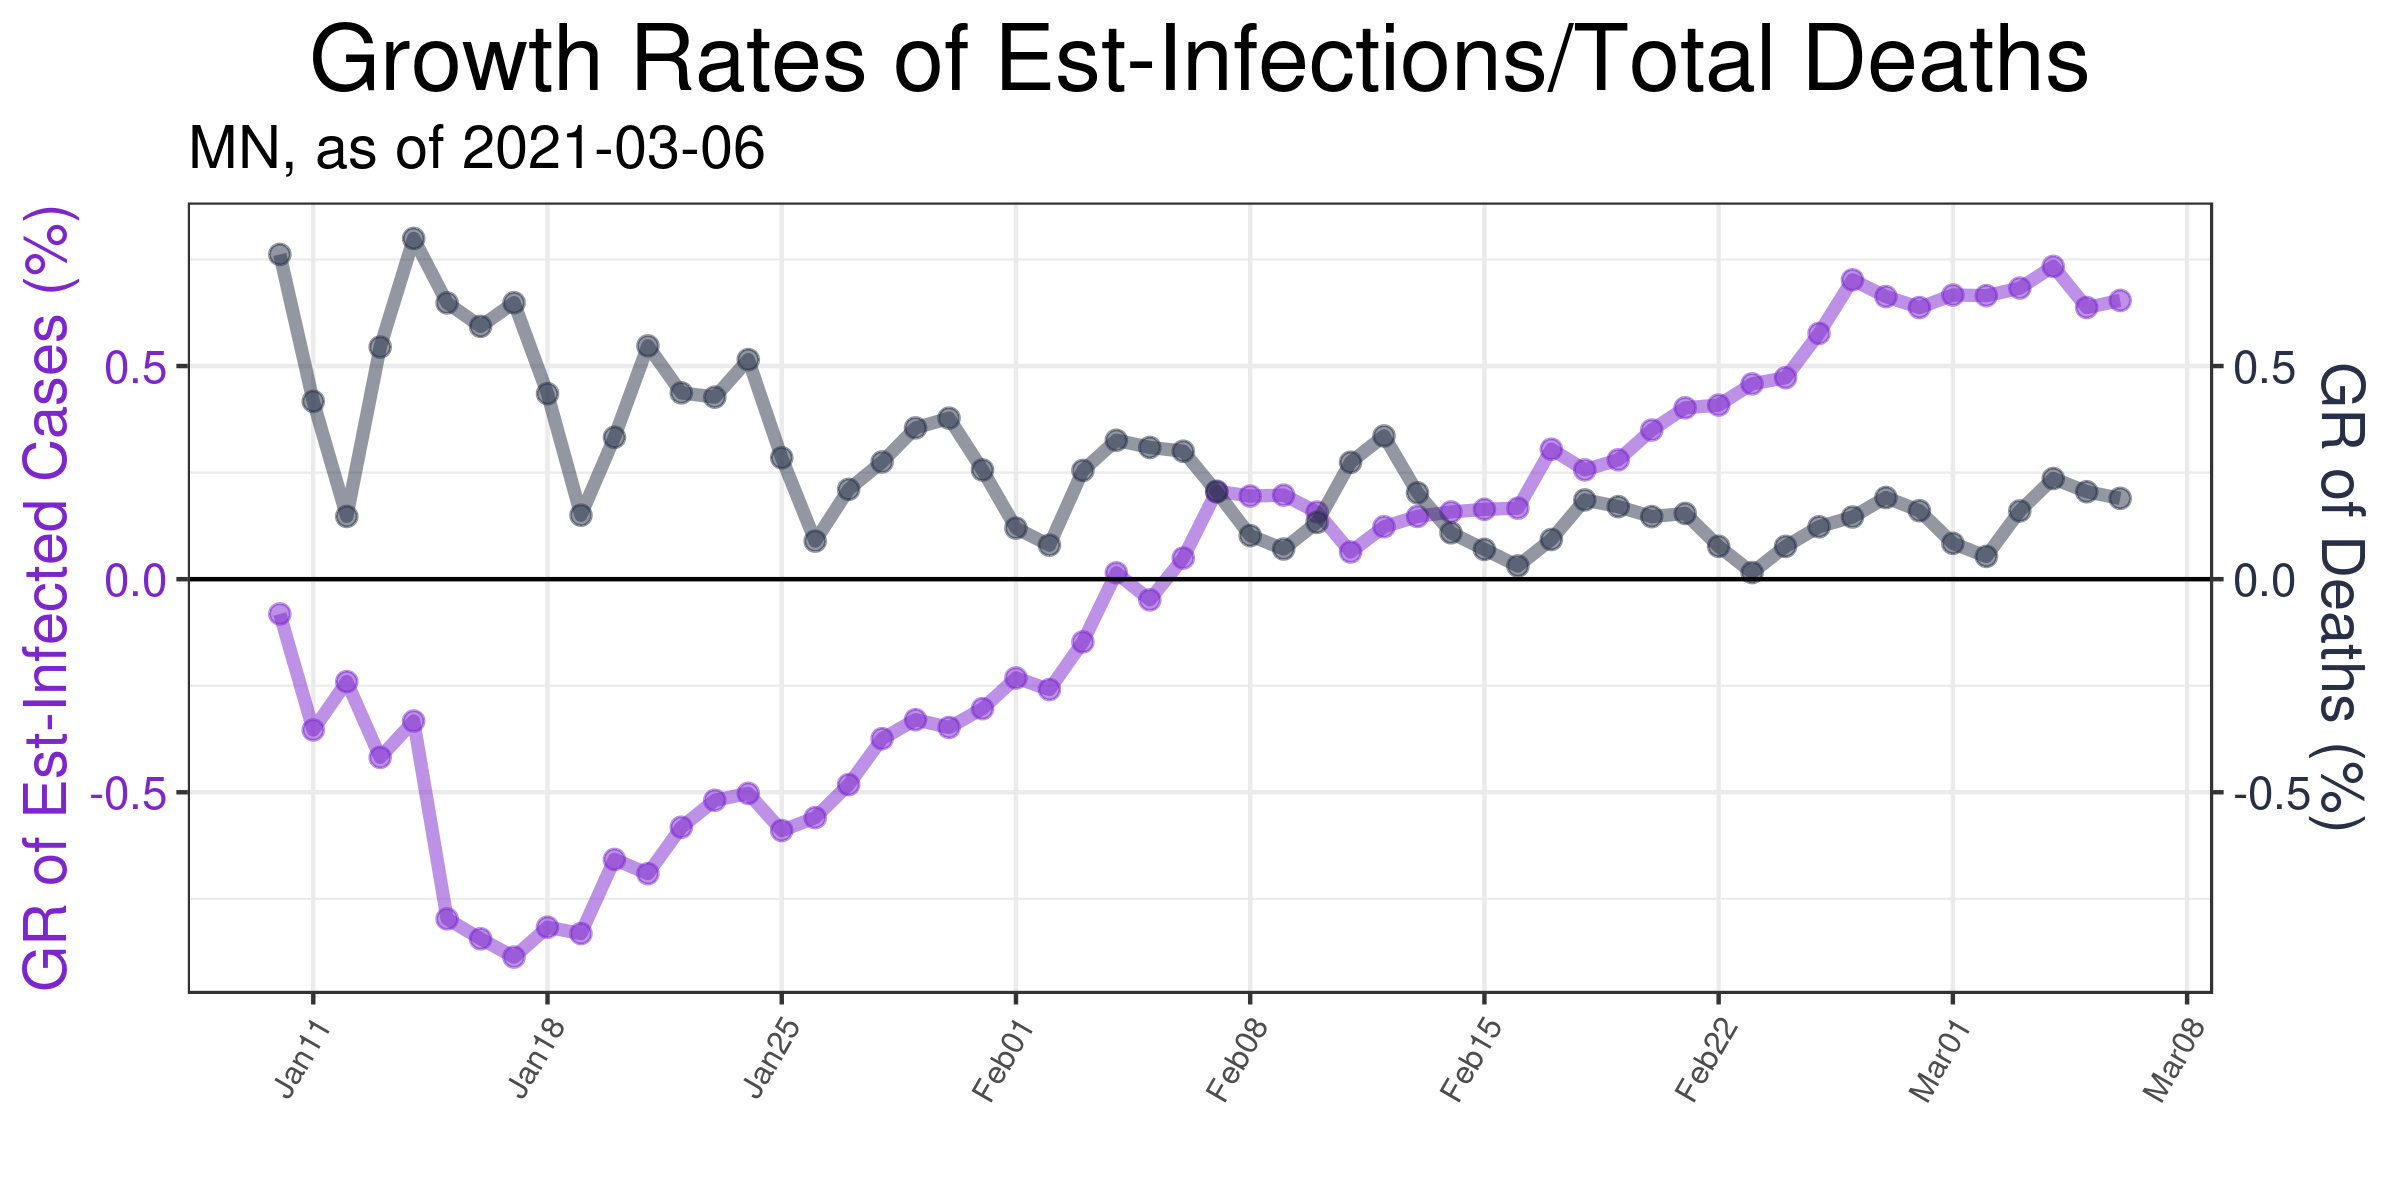 Growth Rates of Est-Infections/Total Deaths
MN, as of 2021-03-06
GR of Est-Infected Cases (%)
0.5
0.0
-0.5
0.5
0.0
-0.5
GR of Deaths (%)
Jan11
Jan18
Jan25
Feb01
Feb08
Feb15
Feb22
Mar01
Mar08